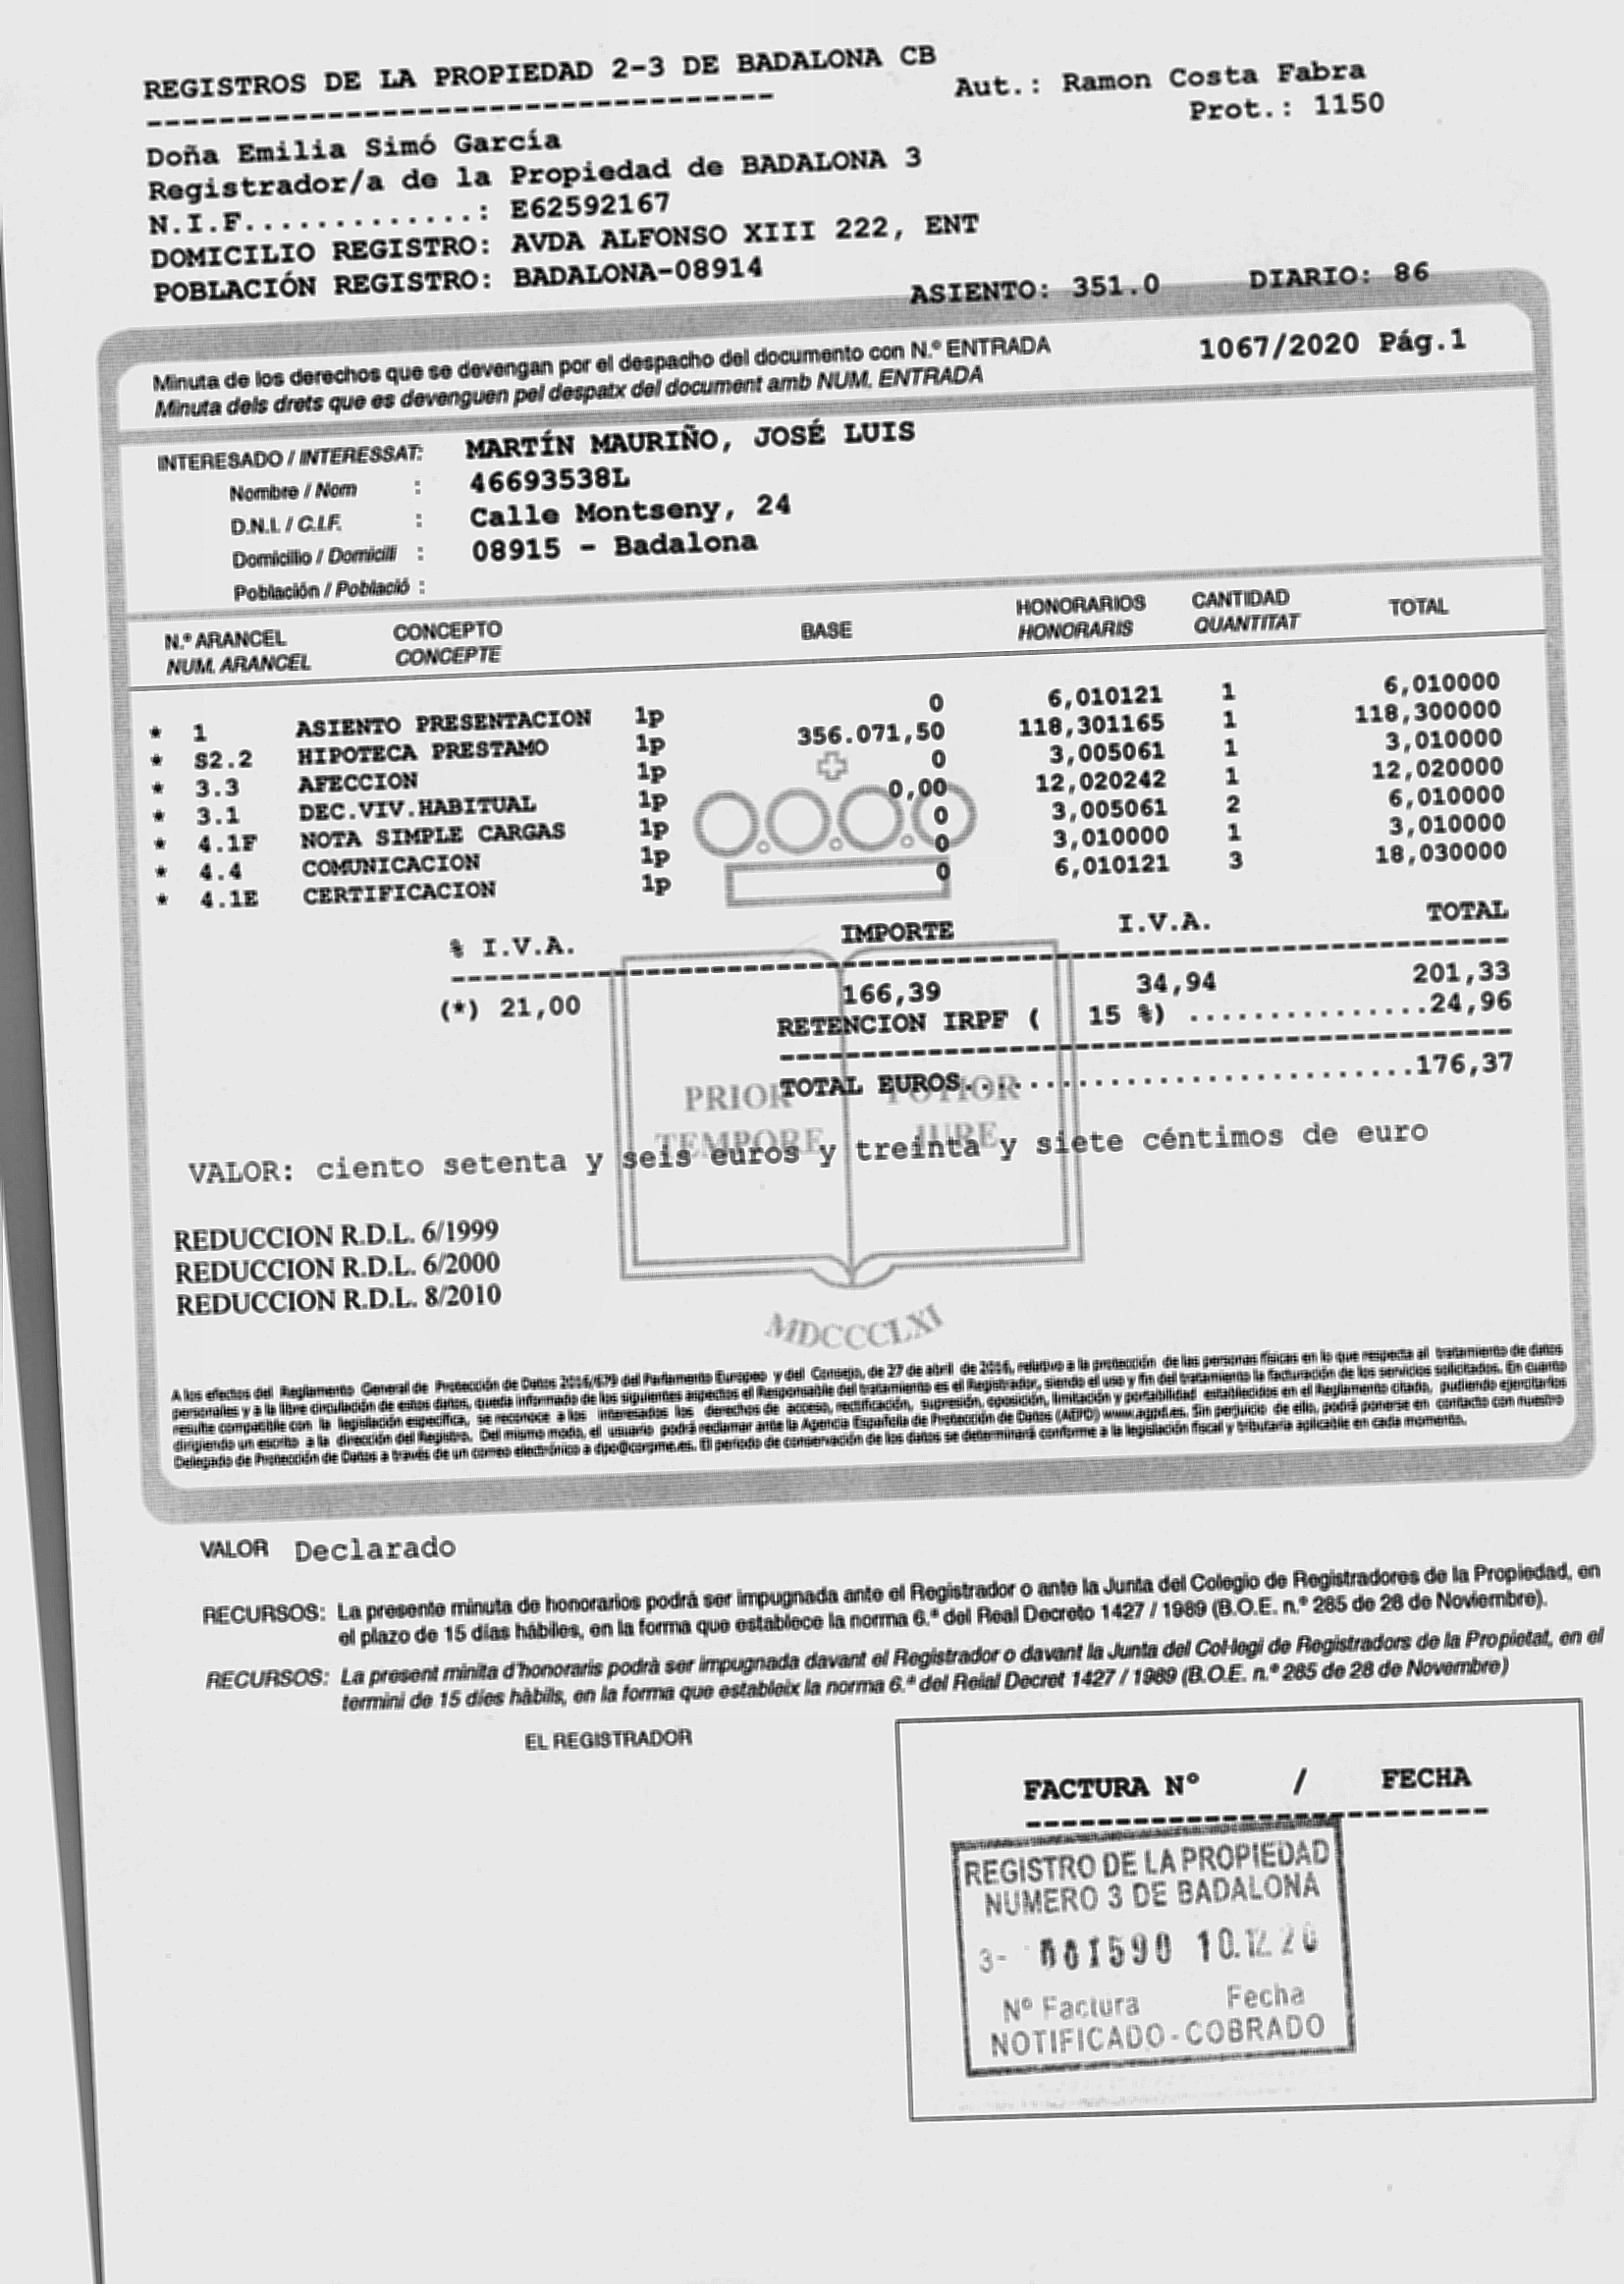 REGISTROS DE LA PROPIEDAD 2-3 DE BADALONA CB
Aut.: Ramon Costa Fabra
Prot.: 1150
Doña Emilia Simó García
Registrador/a de la Propiedad de BADALONA 3
N.I.F.............: E62592167
DOMICILIO REGISTRO: AVDA ALFONSO XIII 222, ENT
POBLACIÓN REGISTRO: BADALONA-08914
ASIENTO: 351.0 DIARIO: 86
Minuta de los derechos que se devengan por el despacho del documento con N.º ENTRADA 1067/2020 Pág.1
Minuta dels drets que es devenguen pel despatx del document amb NUM. ENTRADA
INTERESADO / INTERESSAT: MARTÍN MAURIÑO, JOSÉ LUIS
Nombre / Nom : 46693538L
D.N.I. / C.I.F. : Calle Montseny, 24
Domicilio / Domicili : 08915 - Badalona
Población / Població :
N.º ARANCEL CONCEPTO BASE HONORARIOS CANTIDAD TOTAL
NUM. ARANCEL CONCEPTE HONORARIS QUANTITAT
* 1 ASIENTO PRESENTACION 1p 0 6,010121 1 6,010000
* S2.2 HIPOTECA PRESTAMO 1p 356.071,50 118,301165 1 118,300000
* 3.3 AFECCION 1p 0 3,005061 1 3,010000
* 3.1 DEC.VIV.HABITUAL 1p 0,00 12,020242 1 12,020000
* 4.1F NOTA SIMPLE CARGAS 1p 0 3,005061 2 6,010000
* 4.4 COMUNICACION 1p 0 3,010000 1 3,010000
* 4.1E CERTIFICACION 1p 0 6,010121 3 18,030000
% I.V.A. IMPORTE I.V.A. TOTAL
(*) 21,00 166,39 34,94 201,33
RETENCION IRPF ( 15 %) ...............24,96
TOTAL EUROS..............................176,37
PRIOR POTIOR
TEMPORE JURE
VALOR: ciento setenta y seis euros y treinta y siete céntimos de euro
REDUCCION R.D.L. 6/1999
REDUCCION R.D.L. 6/2000
REDUCCION R.D.L. 8/2010
MDCCCLXI
A los efectos del Reglamento General de Protección de Datos 2016/679 del Parlamento Europeo y del Consejo, de 27 de abril de 2016, relativo a la protección de las personas físicas en lo que respecta al tratamiento de datos
personales y a la libre circulación de estos datos, queda informado de los siguientes aspectos el Responsable del tratamiento es el Registrador, siendo el uso y fin del tratamiento la facturación de los servicios solicitados. En cuanto
resulte compatible con la legislación específica, se reconoce a los interesados los derechos de acceso, rectificación, supresión, oposición, limitación y portabilidad establecidos en el Reglamento citado, pudiendo ejercitarlos
dirigiendo un escrito a la dirección del Registro. Del mismo modo, el usuario podrá reclamar ante la Agencia Española de Protección de Datos (AEPD) www.agpd.es. Sin perjuicio de ello, podrá ponerse en contacto con nuestro
Delegado de Protección de Datos a través de un correo electrónico a dpo@corpme.es. El periodo de conservación de los datos se determinará conforme a la legislación fiscal y tributaria aplicable en cada momento.
VALOR Declarado
RECURSOS: La presente minuta de honorarios podrá ser impugnada ante el Registrador o ante la Junta del Colegio de Registradores de la Propiedad, en
el plazo de 15 días hábiles, en la forma que establece la norma 6.ª del Real Decreto 1427 / 1989 (B.O.E. n.º 285 de 28 de Noviembre).
RECURSOS: La present minita d'honoraris podrà ser impugnada davant el Registrador o davant la Junta del Col·legi de Registradors de la Propietat, en el
termini de 15 díes hàbils, en la forma que estableix la norma 6.ª del Reial Decret 1427 / 1989 (B.O.E. n.º 285 de 28 de Novembre)
EL REGISTRADOR
FACTURA Nº / FECHA
REGISTRO DE LA PROPIEDAD
NUMERO 3 DE BADALONA
3- 001590 10.12.20
Nº Factura Fecha
NOTIFICADO - COBRADO